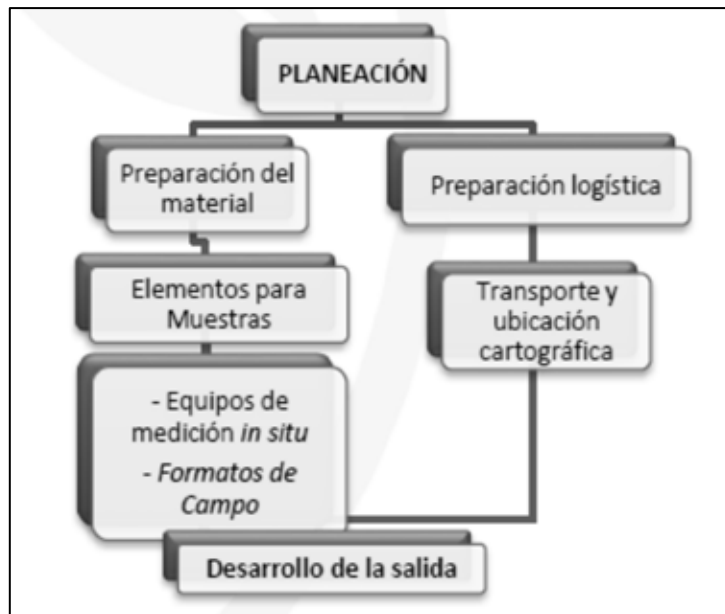 PLANEACIÓN
Preparación del
material
Preparación logística
Elementos para
Muestras
Transporte y
ubicación
cartográfica
- Equipos de
medición in situ
- Formatos de
Campo
Desarrollo de la salida